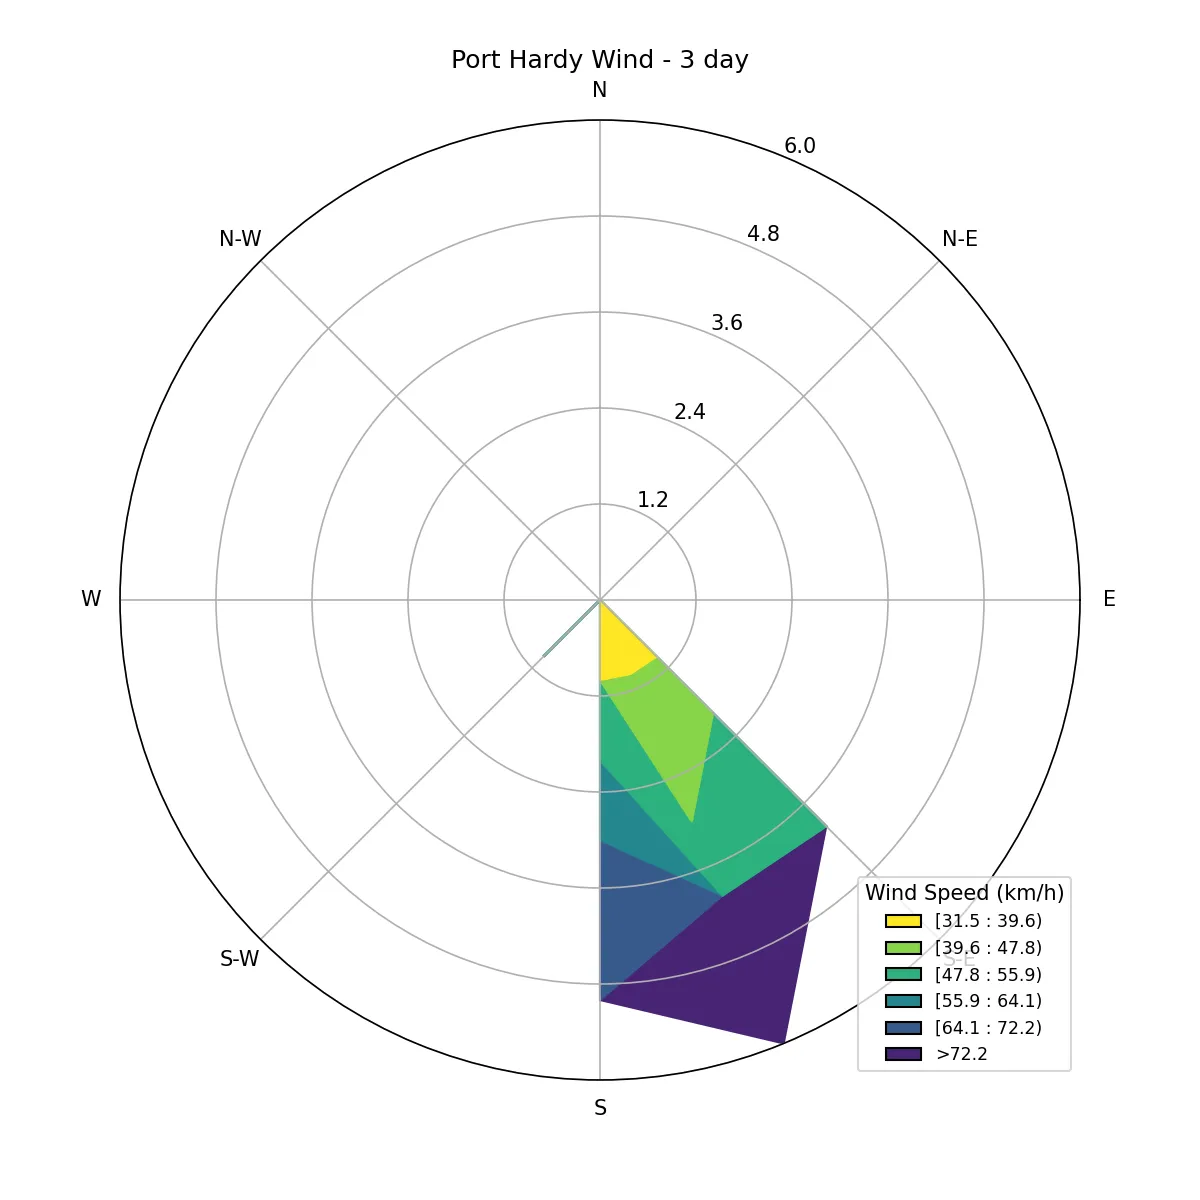 Port Hardy Wind - 3 day
N
6.0
4.8
N-W
N-E
3.6
2.4
1.2
W
E
Wind Speed (km/h)
[31.5 : 39.6)
[39.6 : 47.8)
[47.8 : 55.9)
[55.9 : 64.1)
[64.1 : 72.2)
>72.2
S-W
S-E
S